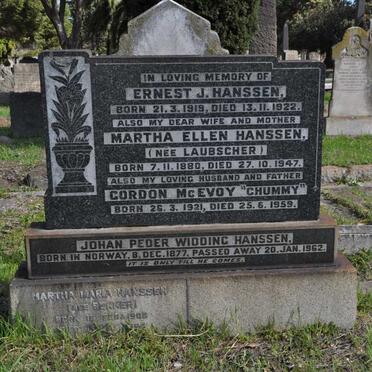 IN LOVING MEMORY OF
ERNEST J. HANSSEN,
BORN 21.3.1919, DIED 13.11.1922.
ALSO MY DEAR WIFE AND MOTHER
MARTHA ELLEN HANSSEN,
(NÉE LAUBSCHER)
BORN 7.11.1880, DIED 27.10.1947.
ALSO MY LOVING HUSBAND AND FATHER
GORDON McEVOY "CHUMMY"
BORN 26.3.1921, DIED 25.6.1959.
JOHAN PEDER WIDDING HANSSEN,
BORN IN NORWAY, 8. DEC. 1877. PASSED AWAY 20. JAN. 1962.
IT IS ONLY TILL HE COMES.
MARTHA MARIA HANSSEN
BORN